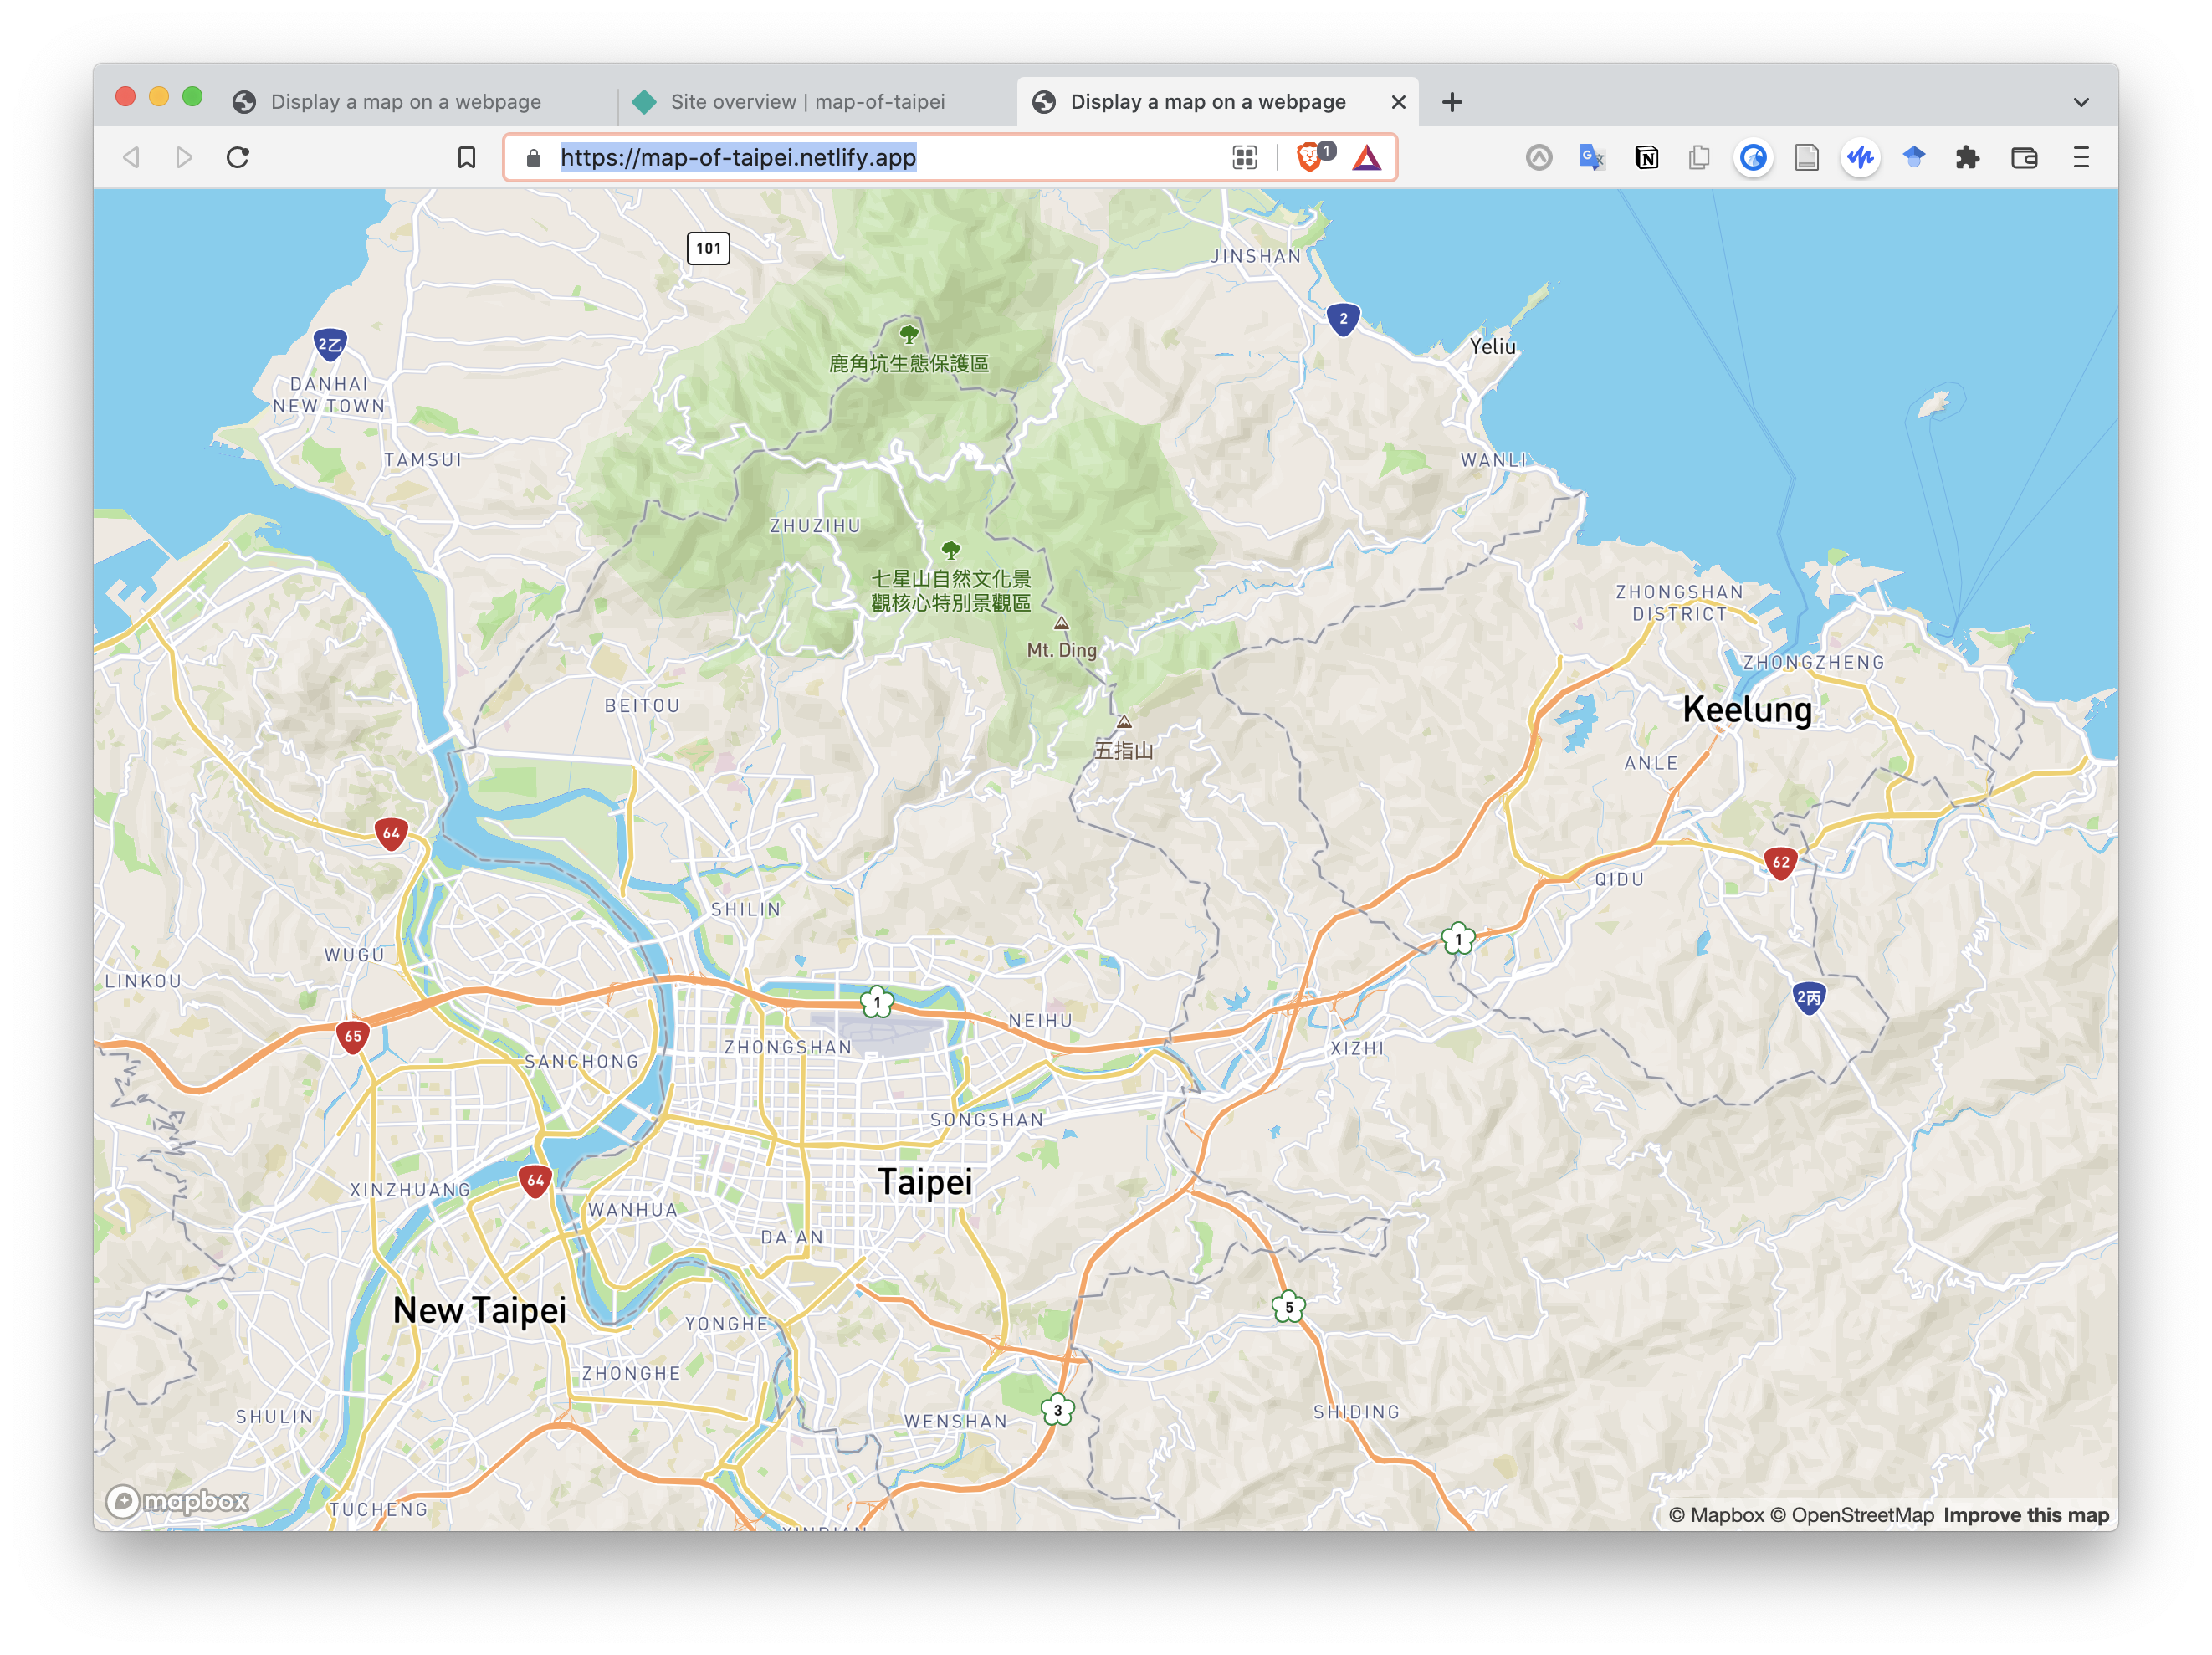 Display a map on a webpage
Site overview | map-of-taipei
Display a map on a webpage
https://map-of-taipei.netlify.app
1
101
JINSHAN
2
2乙
Yeliu
鹿角坑生態保護區
DANHAI
NEW TOWN
TAMSUI
WANLI
ZHUZIHU
七星山自然文化景
觀核心特別景觀區
ZHONGSHAN
DISTRICT
Mt. Ding
ZHONGZHENG
BEITOU
Keelung
五指山
ANLE
64
62
QIDU
SHILIN
1
WUGU
LINKOU
2丙
1
NEIHU
65
ZHONGSHAN
XIZHI
SANCHONG
SONGSHAN
Taipei
64
XINZHUANG
WANHUA
DA'AN
New Taipei
5
YONGHE
ZHONGHE
3
SHIDING
SHULIN
WENSHAN
mapbox
TUCHENG
© Mapbox © OpenStreetMap Improve this map